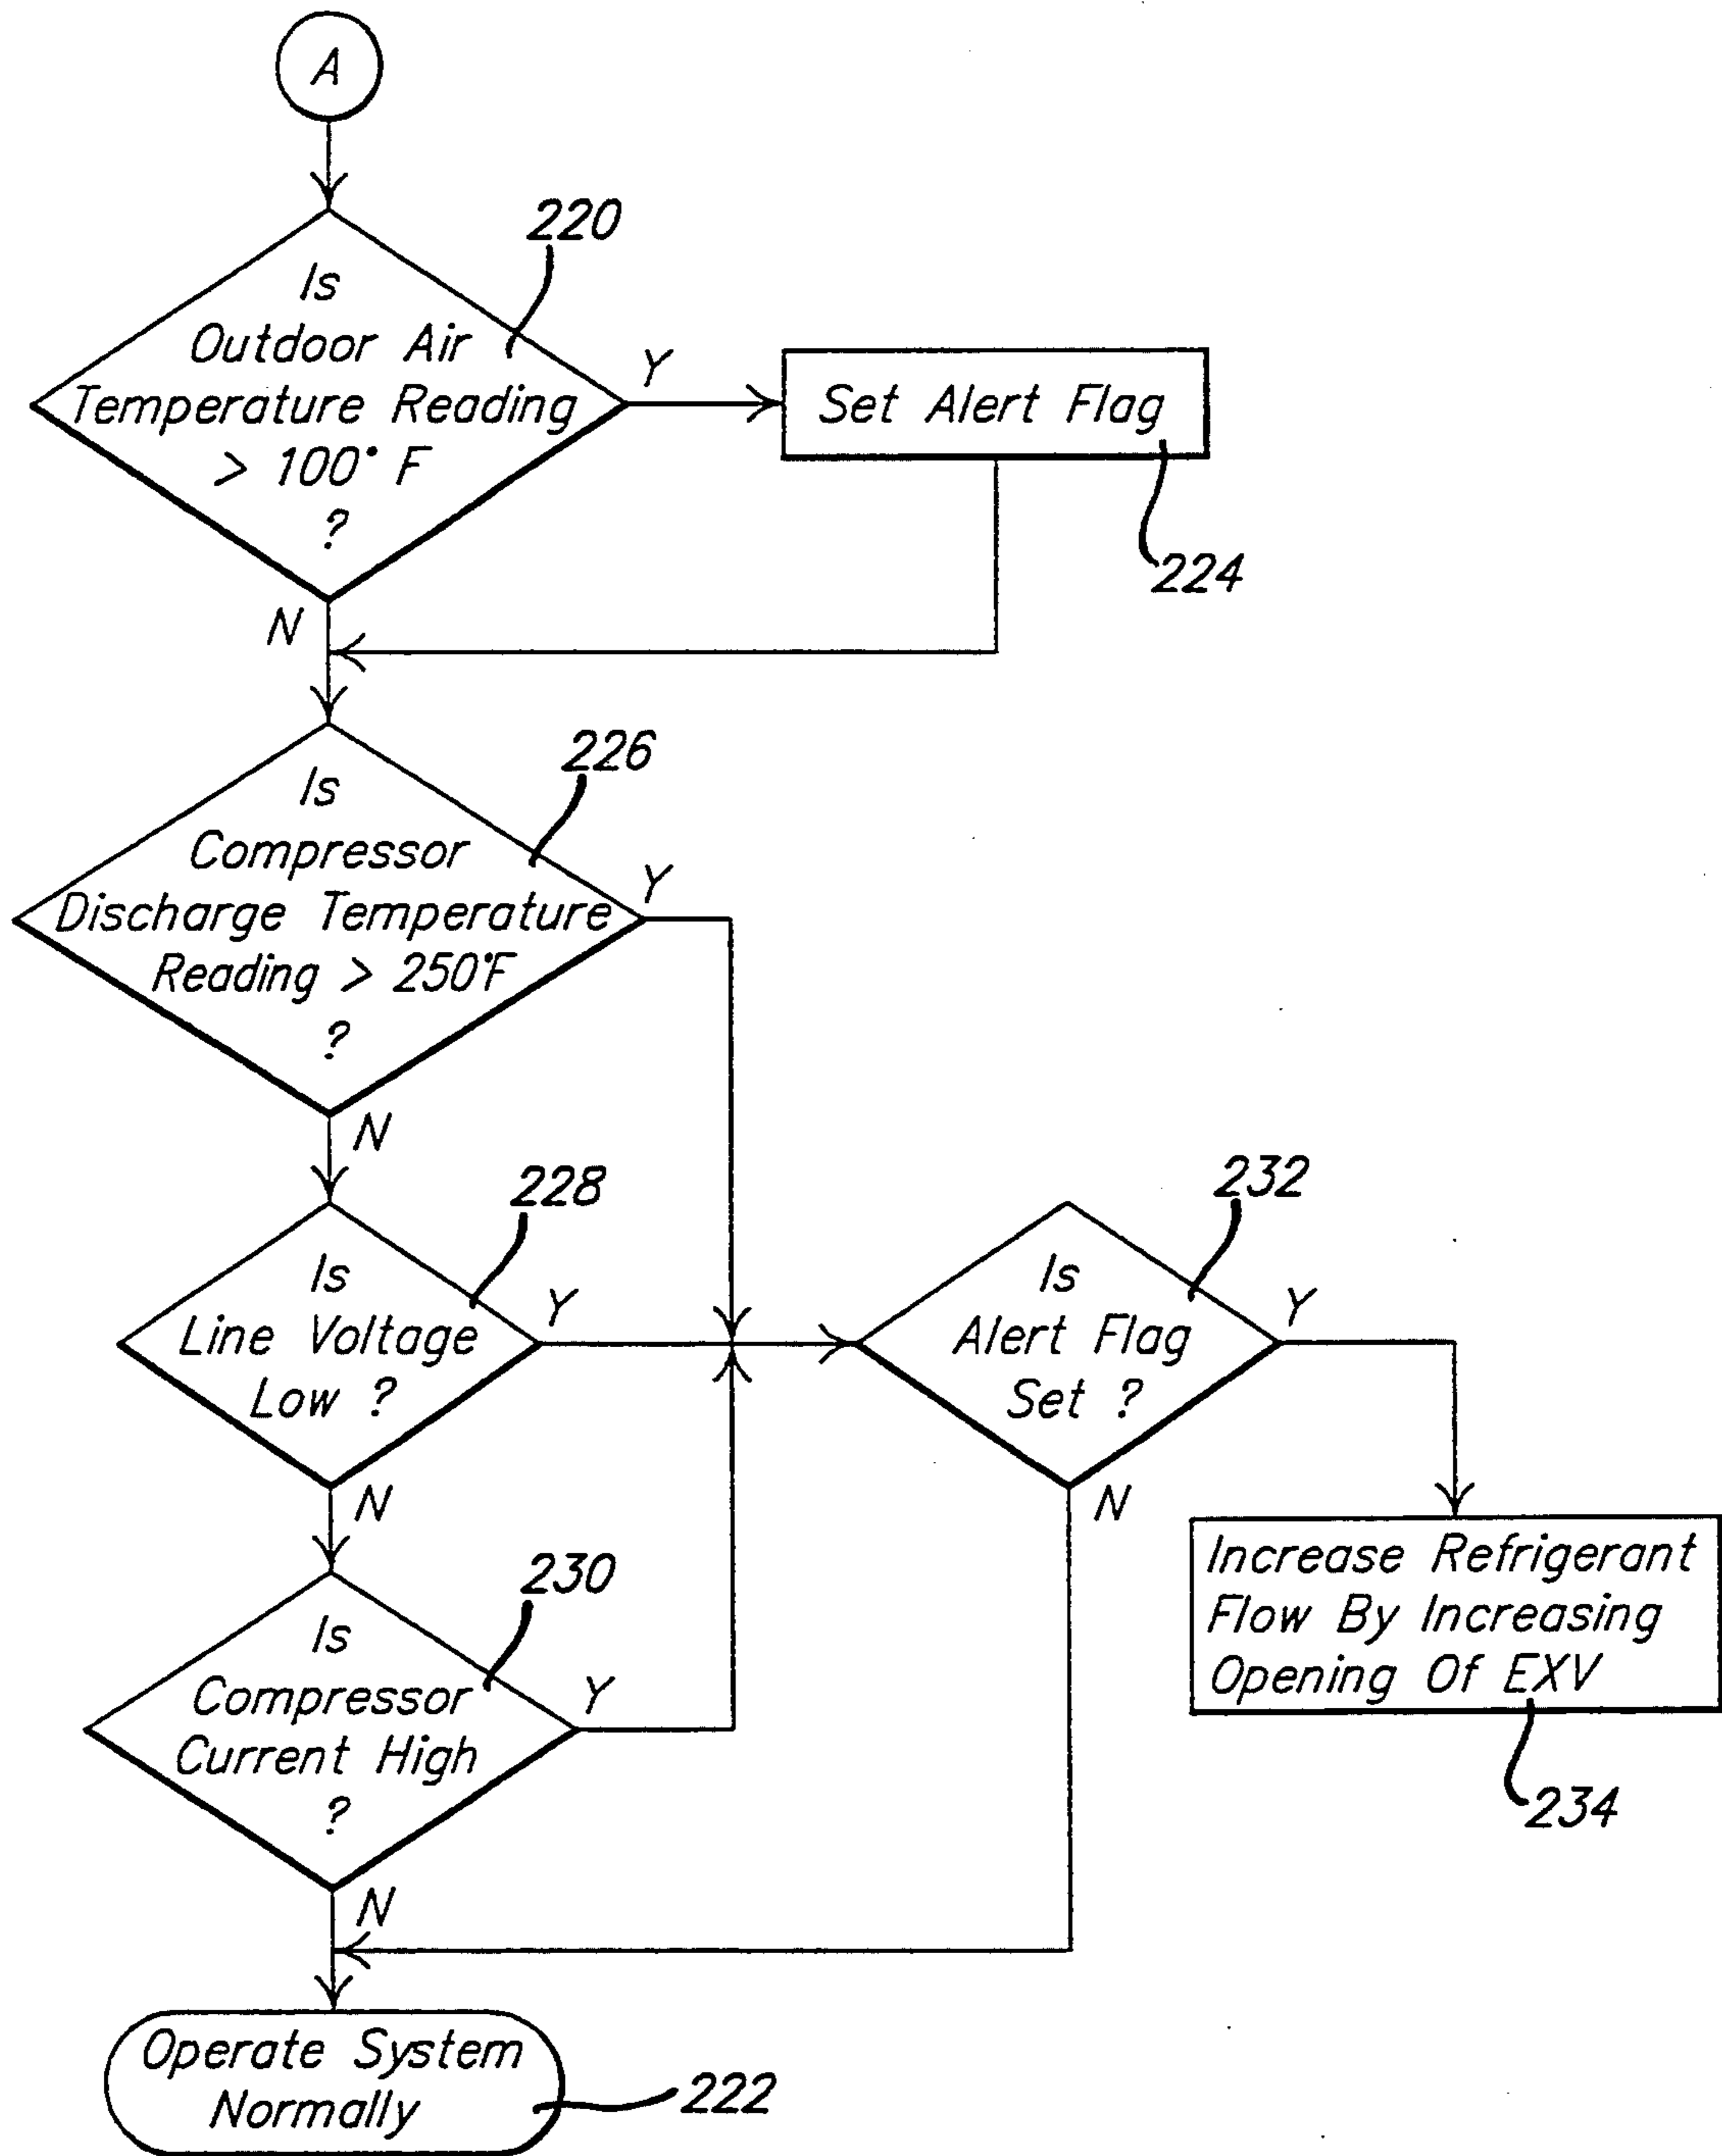 A
220
Is
Outdoor Air
Temperature Reading
> 100° F
?
Y
N
Set Alert Flag
224
226
Is
Compressor
Discharge Temperature
Reading > 250°F
?
Y
N
228
Is
Line Voltage
Low ?
Y
N
232
Is
Alert Flag
Set ?
Y
N
230
Is
Compressor
Current High
?
Y
N
Increase Refrigerant
Flow By Increasing
Opening Of EXV
234
Operate System
Normally
222